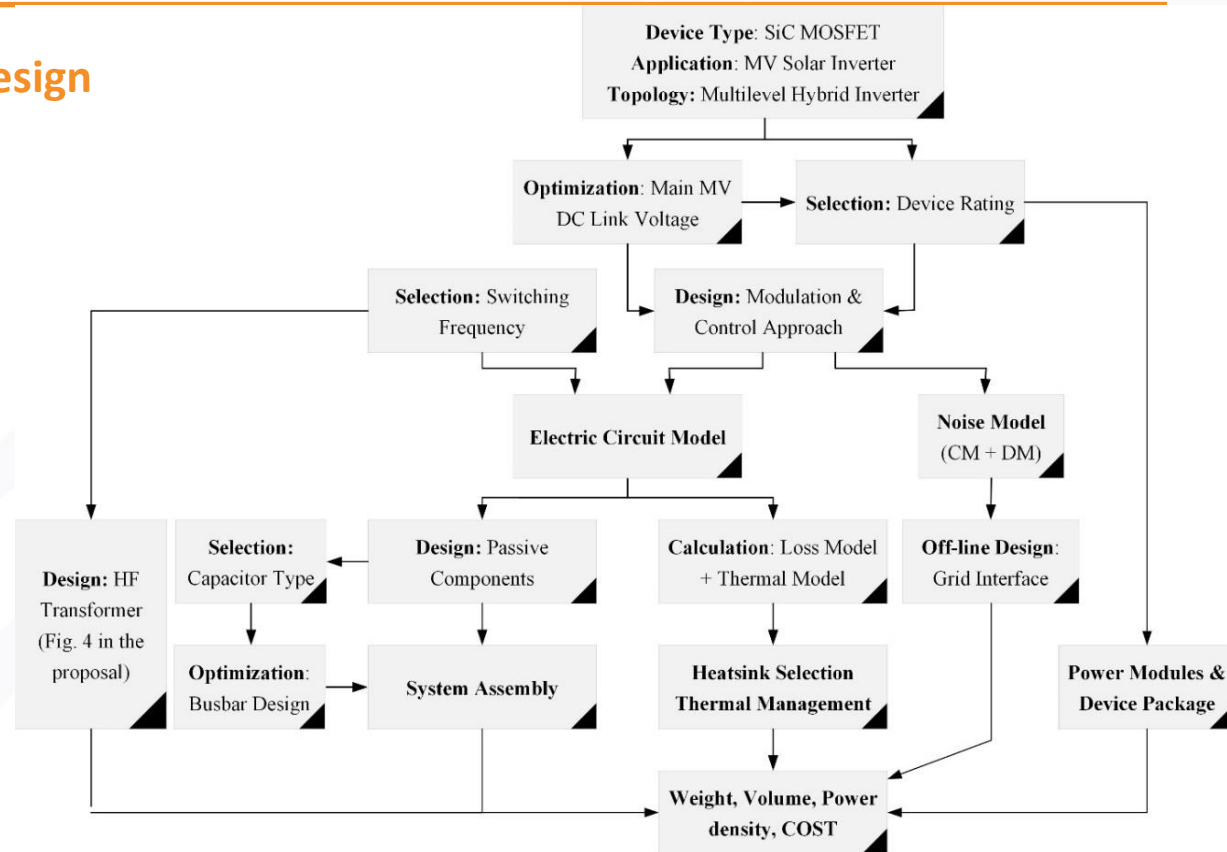 esign
Device Type: SiC MOSFET
Application: MV Solar Inverter
Topology: Multilevel Hybrid Inverter
Optimization: Main MV
DC Link Voltage
Selection: Device Rating
Selection: Switching
Frequency
Design: Modulation &
Control Approach
Electric Circuit Model
Noise Model
(CM + DM)
Design: HF
Transformer
(Fig. 4 in the
proposal)
Selection:
Capacitor Type
Design: Passive
Components
Calculation: Loss Model
+ Thermal Model
Off-line Design:
Grid Interface
Optimization:
Busbar Design
System Assembly
Heatsink Selection
Thermal Management
Power Modules &
Device Package
Weight, Volume, Power
density, COST